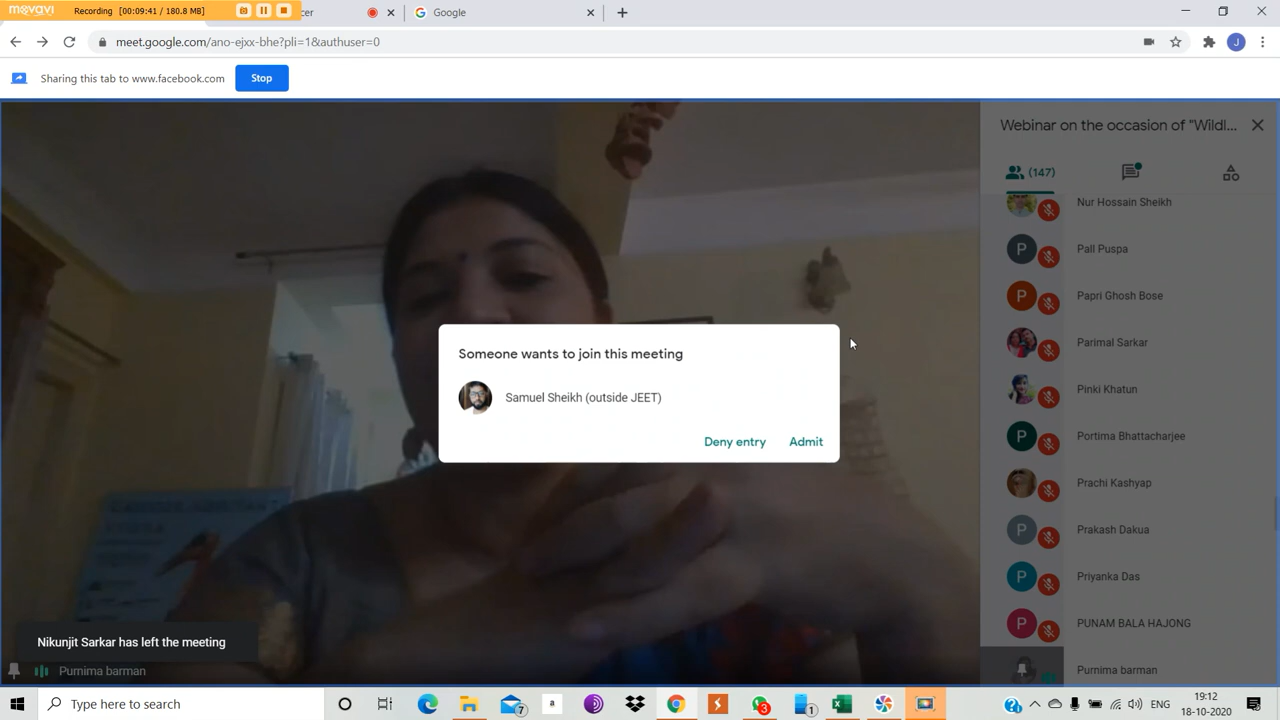 movavi
Recording [00:09:41 / 180.8 MB]
cer
Google
meet.google.com/ano-ejxx-bhe?pli=1&authuser=0
J
Sharing this tab to www.facebook.com
Stop
Webinar on the occasion of "Wildl...
(147)
Nur Hossain Sheikh
P
Pall Puspa
P
Papri Ghosh Bose
Parimal Sarkar
Pinki Khatun
P
Portima Bhattacharjee
Prachi Kashyap
P
Prakash Dakua
P
Priyanka Das
P
PUNAM BALA HAJONG
Purnima barman
Someone wants to join this meeting
Samuel Sheikh (outside JEET)
Deny entry
Admit
Nikunjit Sarkar has left the meeting
Purnima barman
Type here to search
7
a
3
1
ENG
19:12
18-10-2020